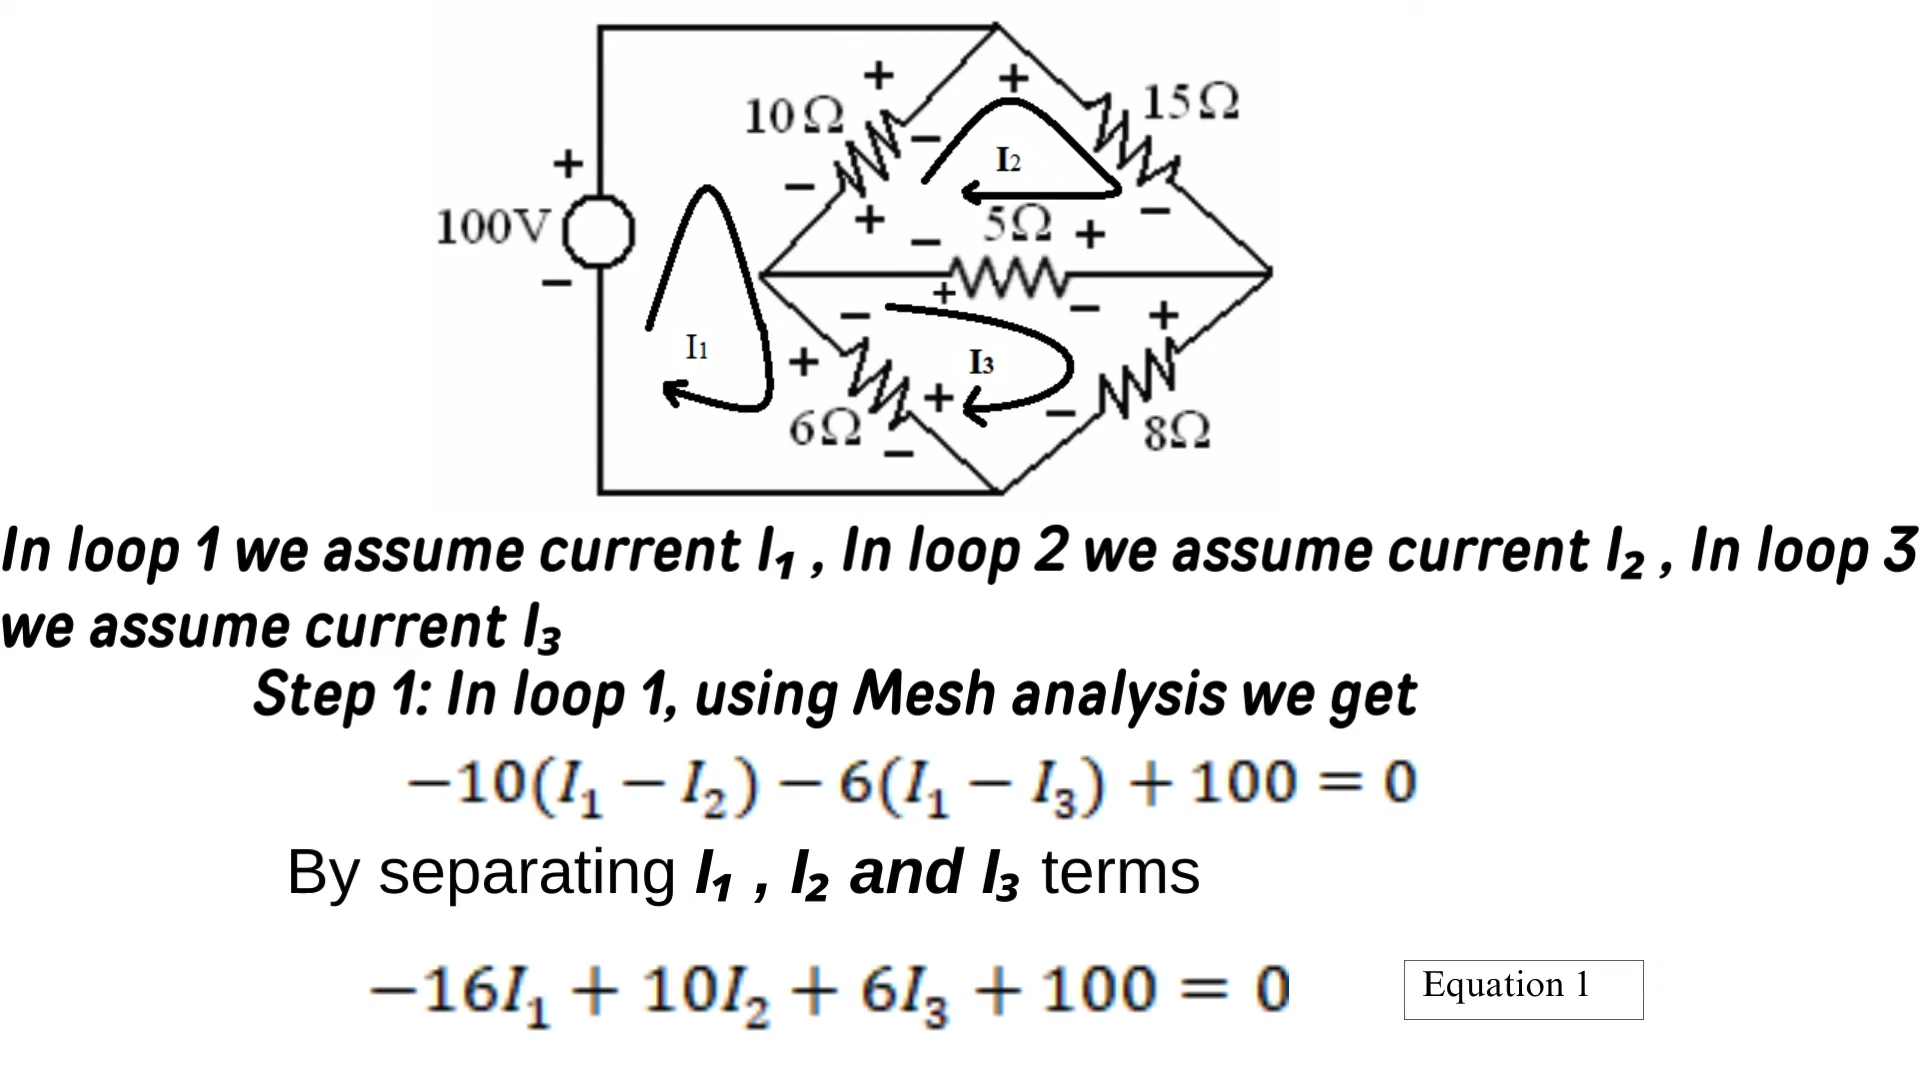 + +
10Ω 15Ω
− I₂
+ −
+ 5Ω + −
100V −
− + −
− +
I₁ + I₃
+ −
6Ω 8Ω
−
In loop 1 we assume current I₁ , In loop 2 we assume current I₂ , In loop 3
we assume current I₃
Step 1: In loop 1, using Mesh analysis we get
−10(I₁ − I₂) − 6(I₁ − I₃) + 100 = 0
By separating I₁ , I₂ and I₃ terms
−16I₁ + 10I₂ + 6I₃ + 100 = 0
Equation 1